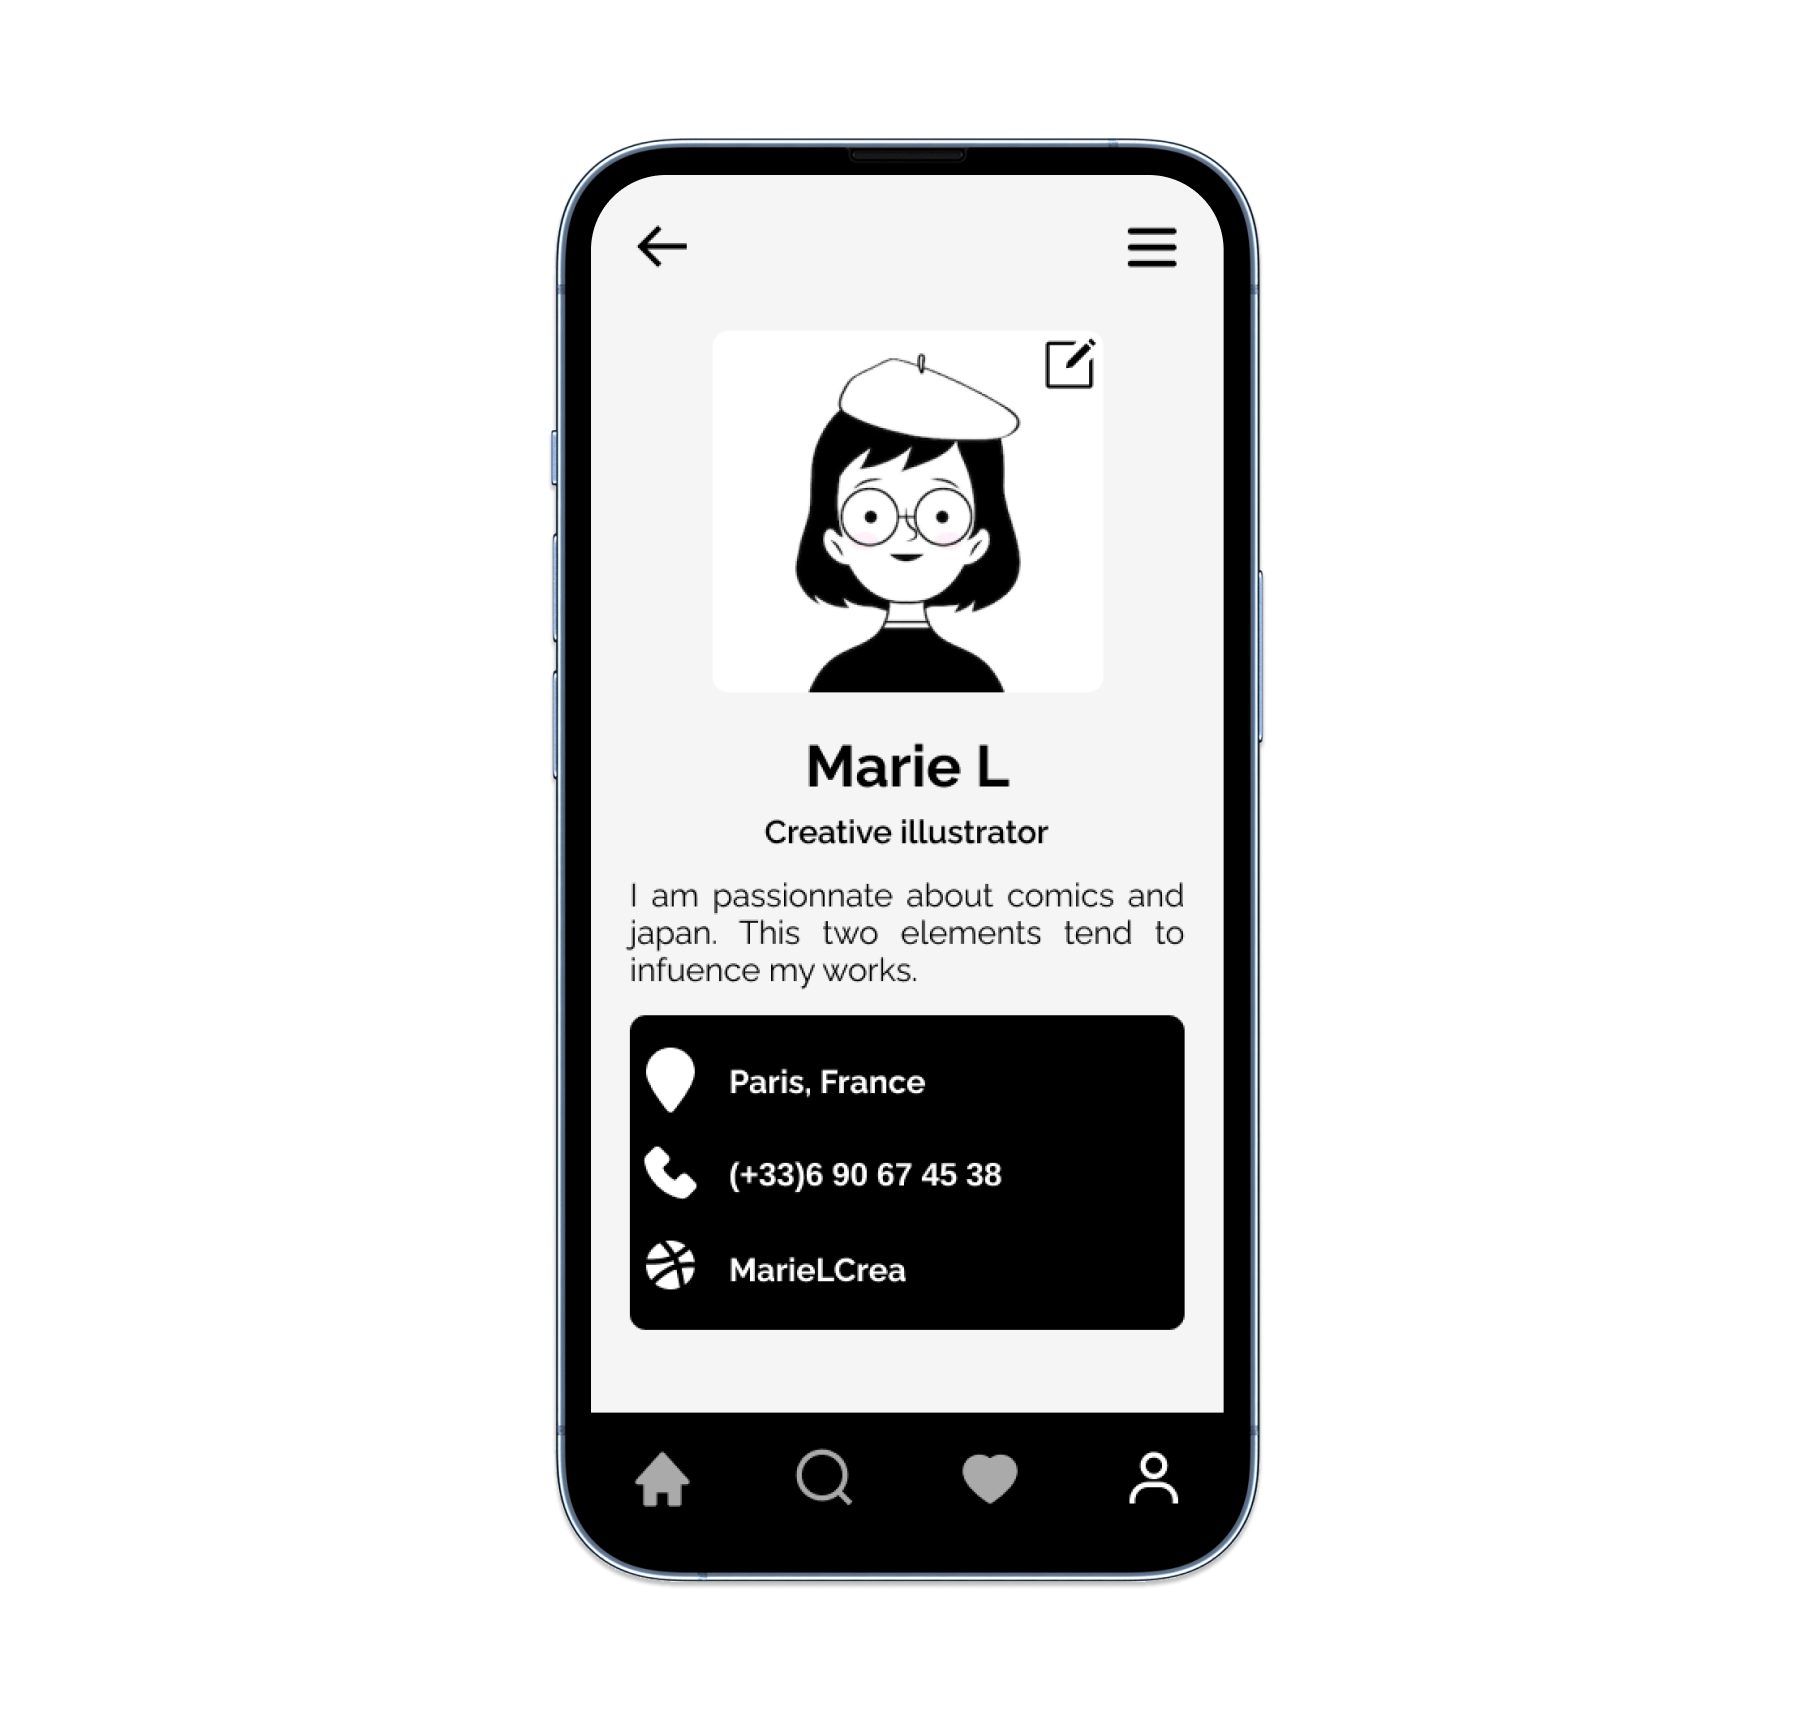 Marie L
Creative illustrator
I am passionnate about comics and
japan. This two elements tend to
infuence my works.
Paris, France
(+33)6 90 67 45 38
MarieLCrea